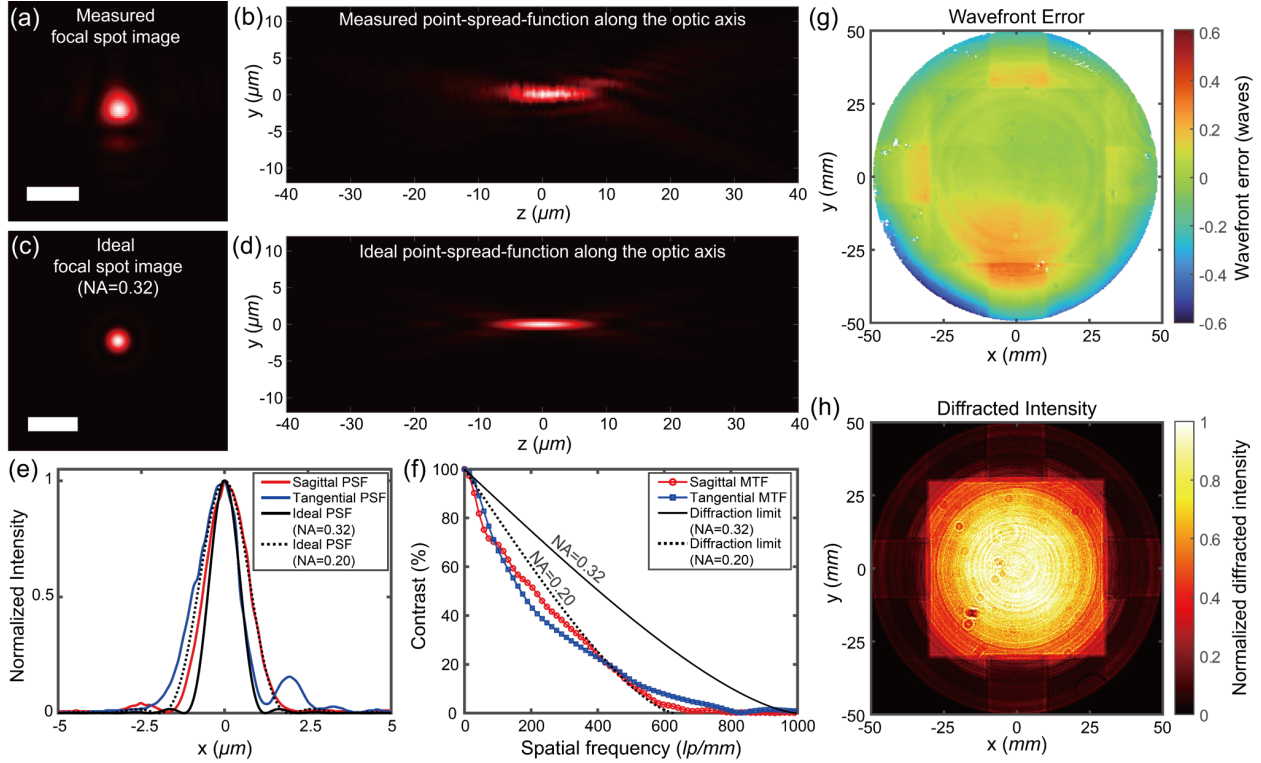 (a)
Measured
focal spot image
(b)
Measured point-spread-function along the optic axis
10
5
0
-5
-10
y (μm)
-40
-30
-20
-10
0
10
20
30
40
z (μm)
(c)
Ideal
focal spot image
(NA=0.32)
(d)
Ideal point-spread-function along the optic axis
10
5
0
-5
-10
y (μm)
-40
-30
-20
-10
0
10
20
30
40
z (μm)
(e)
1
0.5
0
Normalized Intensity
Sagittal PSF
Tangential PSF
Ideal PSF
(NA=0.32)
Ideal PSF
(NA=0.20)
-5
-2.5
0
2.5
5
x (μm)
(f)
100
80
60
40
20
0
Contrast (%)
Sagittal MTF
Tangential MTF
Diffraction limit
(NA=0.32)
Diffraction limit
(NA=0.20)
NA=0.32
NA=0.20
0
200
400
600
800
1000
Spatial frequency (lp/mm)
(g)
Wavefront Error
50
25
0
-25
-50
y (mm)
-50
-25
0
25
50
x (mm)
0.6
0.4
0.2
0
-0.2
-0.4
-0.6
Wavefront error (waves)
(h)
Diffracted Intensity
50
25
0
-25
-50
y (mm)
-50
-25
0
25
50
x (mm)
1
0.8
0.6
0.4
0.2
0
Normalized diffracted intensity